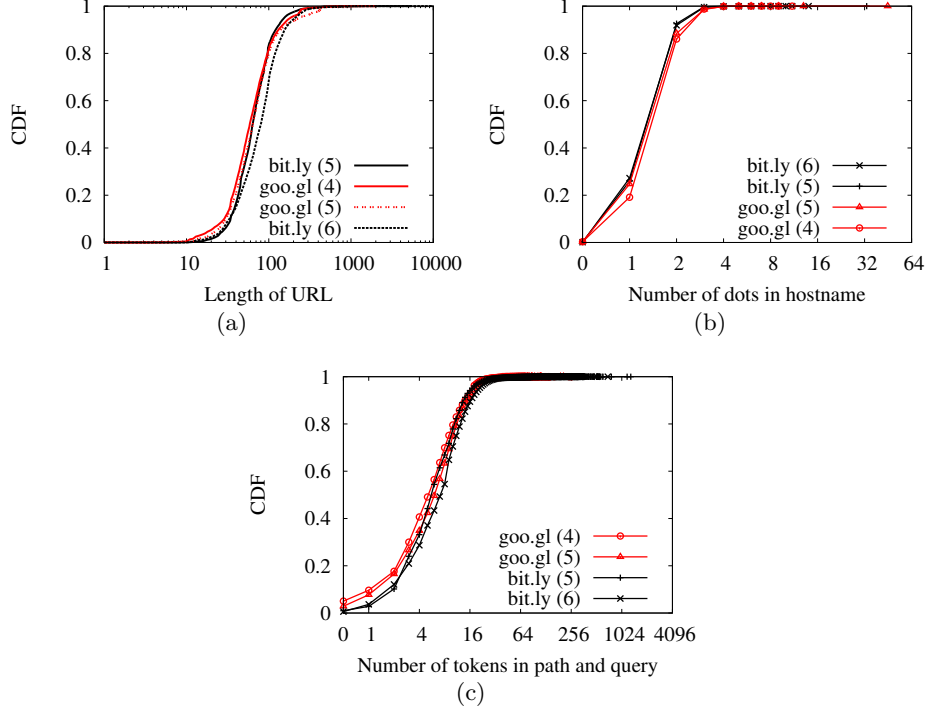 CDF
1
0.8
0.6
0.4
0.2
0
bit.ly (5)
goo.gl (4)
goo.gl (5)
bit.ly (6)
1 10 100 1000 10000
Length of URL
(a)
CDF
1
0.8
0.6
0.4
0.2
0
bit.ly (6)
bit.ly (5)
goo.gl (5)
goo.gl (4)
0 1 2 4 8 16 32 64
Number of dots in hostname
(b)
CDF
1
0.8
0.6
0.4
0.2
0
goo.gl (4)
goo.gl (5)
bit.ly (5)
bit.ly (6)
0 1 4 16 64 256 1024 4096
Number of tokens in path and query
(c)